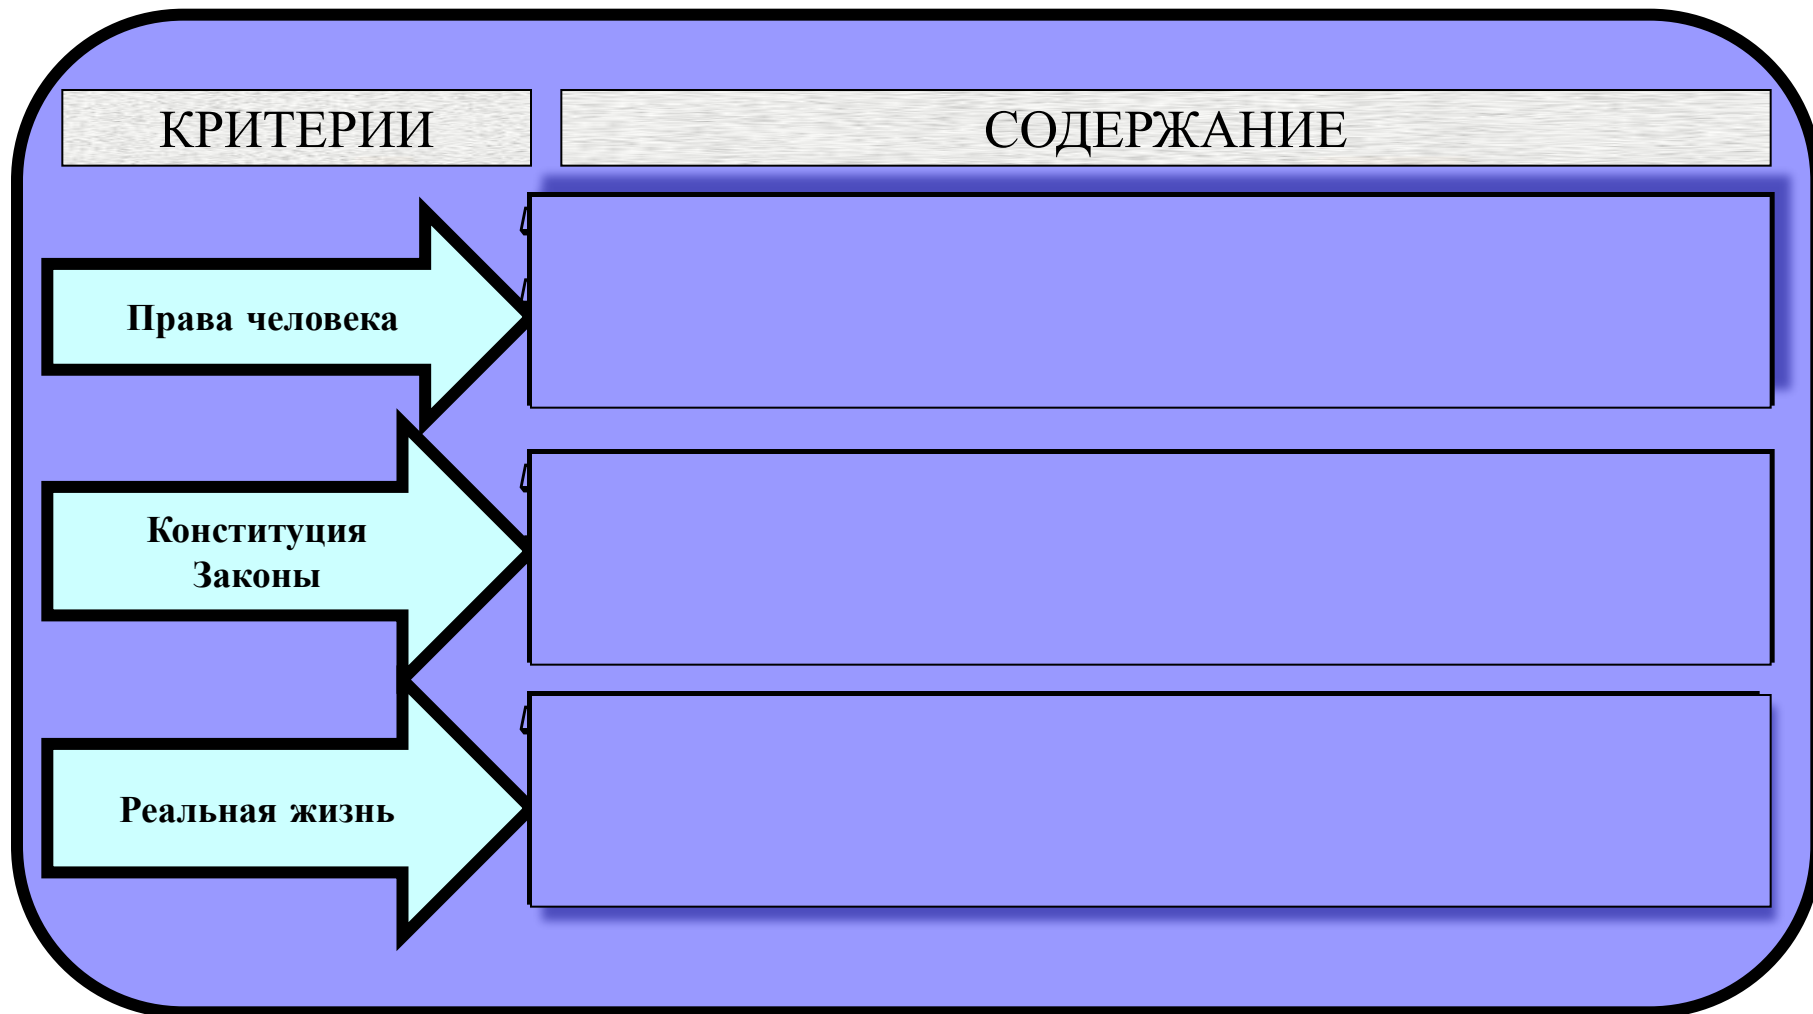 КРИТЕРИИ
СОДЕРЖАНИЕ
Права человека
Конституция
Законы
Реальная жизнь